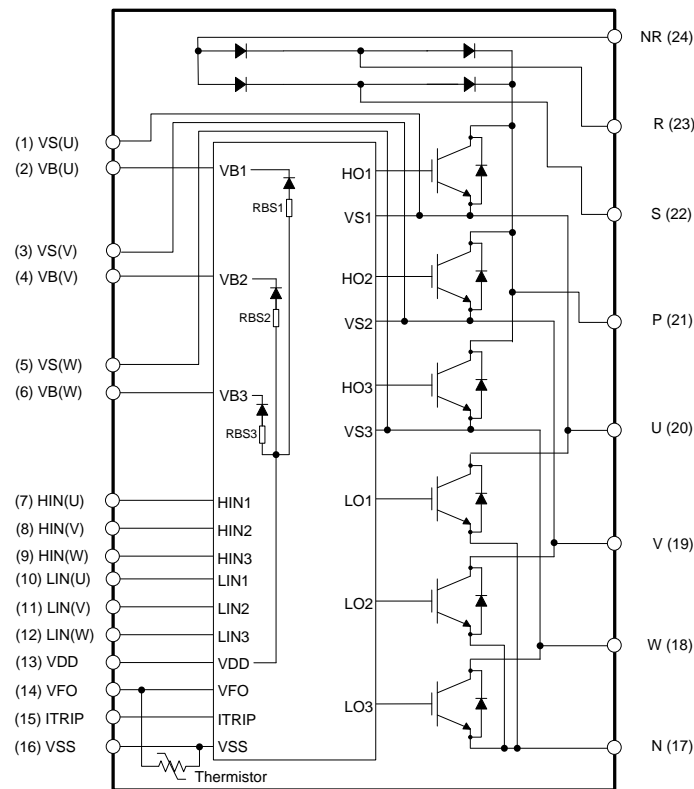 NR (24)
R (23)
S (22)
P (21)
U (20)
V (19)
W (18)
N (17)
(1) VS(U)
(2) VB(U)
(3) VS(V)
(4) VB(V)
(5) VS(W)
(6) VB(W)
(7) HIN(U)
(8) HIN(V)
(9) HIN(W)
(10) LIN(U)
(11) LIN(V)
(12) LIN(W)
(13) VDD
(14) VFO
(15) ITRIP
(16) VSS
VB1
RBS1
VB2
RBS2
VB3
RBS3
HIN1
HIN2
HIN3
LIN1
LIN2
LIN3
VDD
VFO
ITRIP
VSS
Thermistor
HO1
VS1
HO2
VS2
HO3
VS3
LO1
LO2
LO3